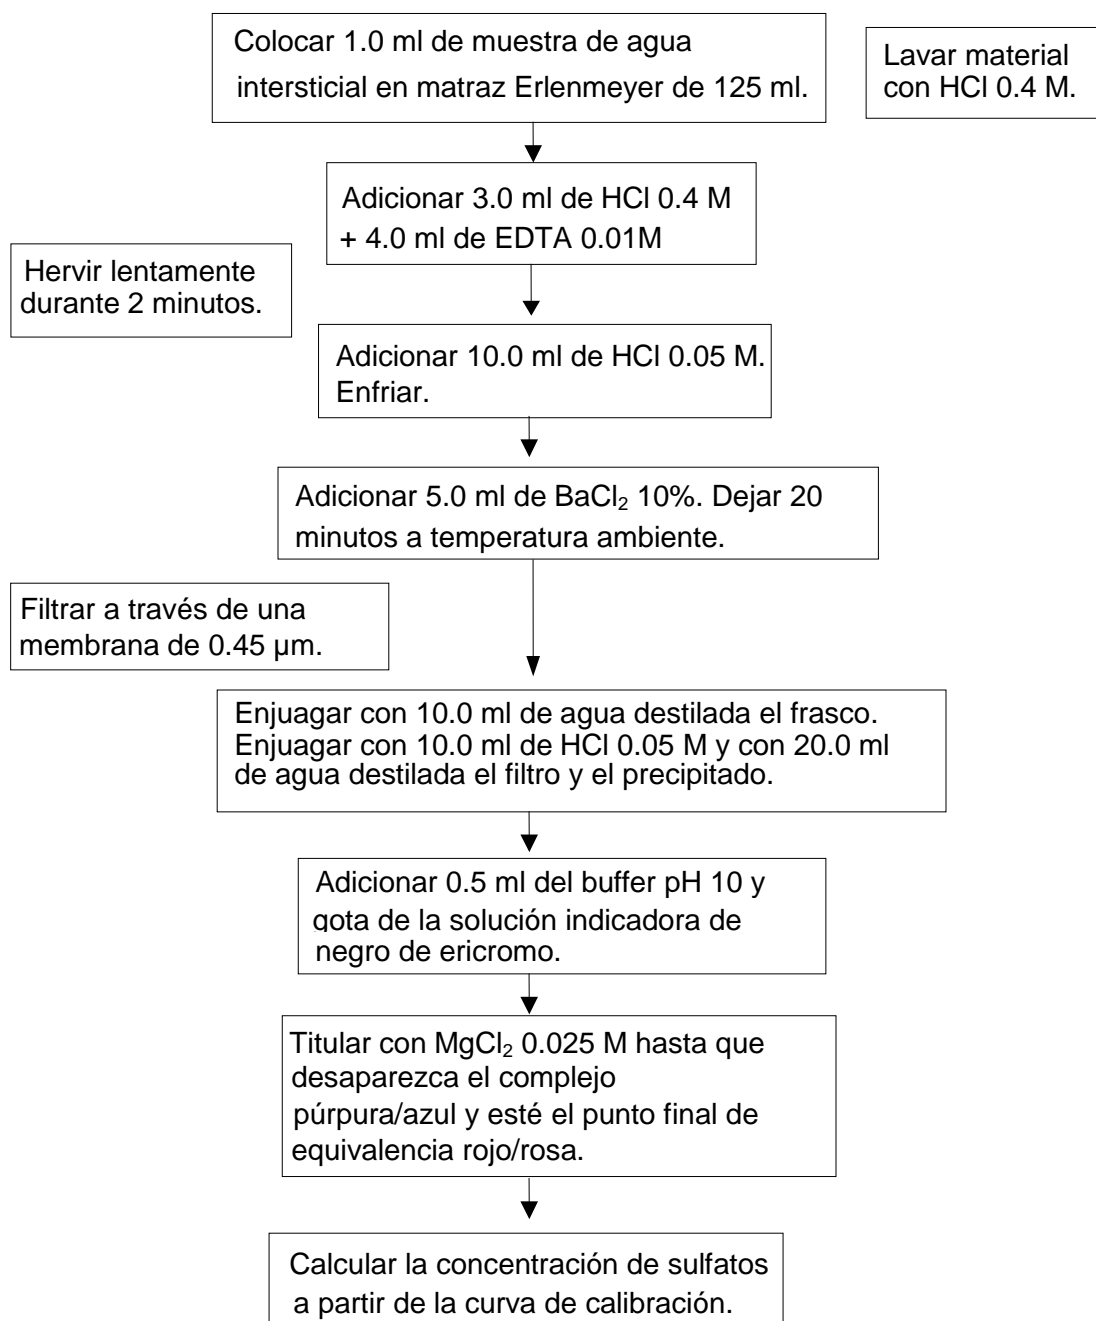 Colocar 1.0 ml de muestra de agua
intersticial en matraz Erlenmeyer de 125 ml.
Lavar material
con HCl 0.4 M.
Adicionar 3.0 ml de HCl 0.4 M
+ 4.0 ml de EDTA 0.01M
Hervir lentamente
durante 2 minutos.
Adicionar 10.0 ml de HCl 0.05 M.
Enfriar.
Adicionar 5.0 ml de BaCl₂ 10%. Dejar 20
minutos a temperatura ambiente.
Filtrar a través de una
membrana de 0.45 µm.
Enjuagar con 10.0 ml de agua destilada el frasco.
Enjuagar con 10.0 ml de HCl 0.05 M y con 20.0 ml
de agua destilada el filtro y el precipitado.
Adicionar 0.5 ml del buffer pH 10 y
gota de la solución indicadora de
negro de ericromo.
Titular con MgCl₂ 0.025 M hasta que
desaparezca el complejo
púrpura/azul y esté el punto final de
equivalencia rojo/rosa.
Calcular la concentración de sulfatos
a partir de la curva de calibración.